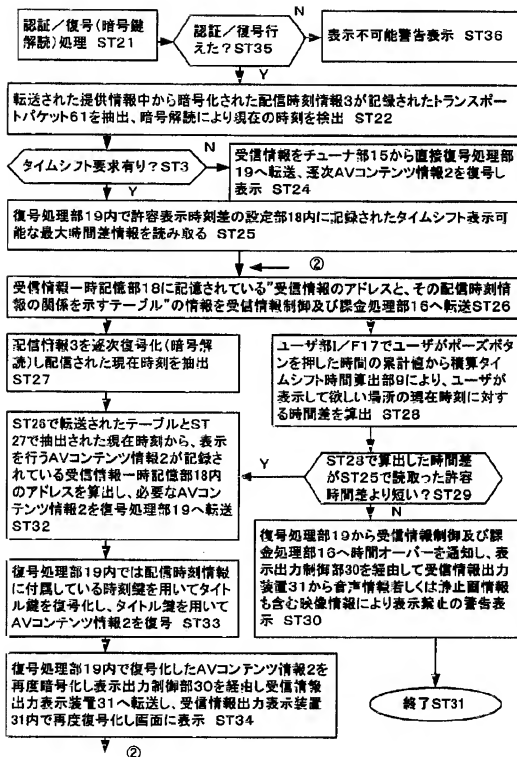 認証／復号(暗号鍵
解読)処理 ST21
認証／復号行
えた？ST35
N
表示不可能警告表示 ST36
Y
転送された提供情報中から暗号化された配信時刻情報3が記録されたトランスポー
トパケット61を抽出、暗号解読により現在の時刻を検出 ST22
タイムシフト要求有り？ST3
N
受信情報をチューナ部15から直接復号処理部
19へ転送、逐次AVコンテンツ情報2を復号し
表示 ST24
Y
復号処理部19内で許容表示時刻差の設定部18内に記録されたタイムシフト表示可
能な最大時間差情報を読み取る ST25
②
受信情報一時記憶部18に記憶されている"受信情報のアドレスと、その配信時刻情
報の関係を示すテーブル"の情報を受信情報制御及び課金処理部16へ転送ST26
配信情報3を逐次復号化(暗号解
読)し配信された現在時刻を抽出
ST27
ユーザ部I／F17でユーザがポーズボタ
ンを押した時間の累計値から積算タイ
ムシフト時間算出部9により、ユーザが
表示して欲しい場所の現在時刻に対す
る時間差を算出 ST28
ST26で転送されたテーブルとST
27で抽出された現在時刻から、表示
を行うAVコンテンツ情報2が記録さ
れている受信情報一時記憶部18内
のアドレスを算出し、必要なAVコン
テンツ情報2を復号処理部19へ転送
ST32
Y
ST28で算出した時間差
がST25で読取った許容
時間差より短い？ST29
N
復号処理部19から受信情報制御及び課
金処理部16へ時間オーバーを通知し、表
示出力制御部30を経由して受信情報出力
装置31から音声情報若しくは静止画情報
も含む映像情報により表示禁止の警告表
示 ST30
復号処理部19内では配信時刻情報
に付属している時刻鍵を用いてタイト
ル鍵を復号化し、タイトル鍵を用いて
AVコンテンツ情報2を復号 ST33
復号処理部19内で復号化したAVコンテンツ情報2を
再度暗号化し表示出力制御部30を経由し受信情報
出力表示装置31へ転送し、受信情報出力表示装置
31内で再度復号化し画面に表示 ST34
終了ST31
②